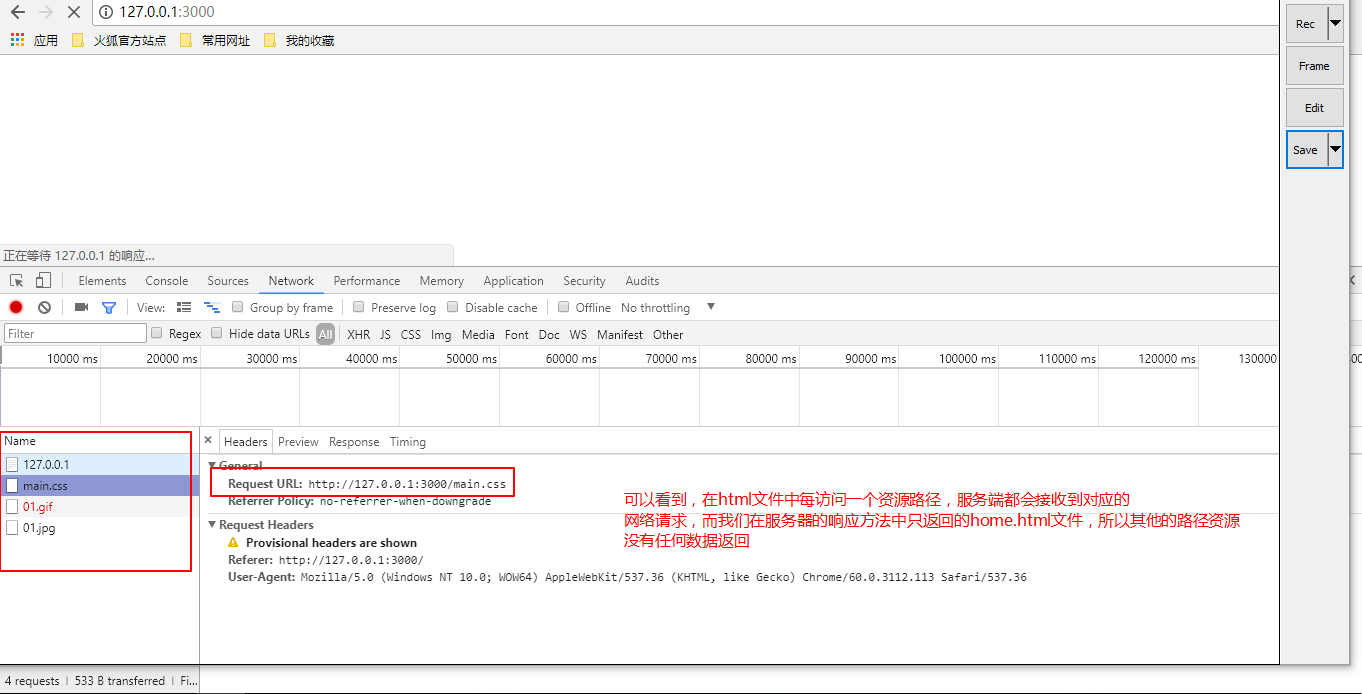 127.0.0.1:3000
Rec
应用 火狐官方站点 常用网址 我的收藏
Frame
Edit
Save
正在等待 127.0.0.1 的响应...
Elements Console Sources Network Performance Memory Application Security Audits
View: Group by frame Preserve log Disable cache Offline No throttling
Filter Regex Hide data URLs All XHR JS CSS Img Media Font Doc WS Manifest Other
10000 ms 20000 ms 30000 ms 40000 ms 50000 ms 60000 ms 70000 ms 80000 ms 90000 ms 100000 ms 110000 ms 120000 ms 130000 00
Name
× Headers Preview Response Timing
127.0.0.1
main.css
01.gif
01.jpg
General
Request URL: http://127.0.0.1:3000/main.css
Referrer Policy: no-referrer-when-downgrade
Request Headers
Provisional headers are shown
Referer: http://127.0.0.1:3000/
User-Agent: Mozilla/5.0 (Windows NT 10.0; WOW64) AppleWebKit/537.36 (KHTML, like Gecko) Chrome/60.0.3112.113 Safari/537.36
可以看到，在html文件中每访问一个资源路径，服务端都会接收到对应的
网络请求，而我们在服务器的响应方法中只返回的home.html文件，所以其他的路径资源
没有任何数据返回
4 requests | 533 B transferred | Fi...